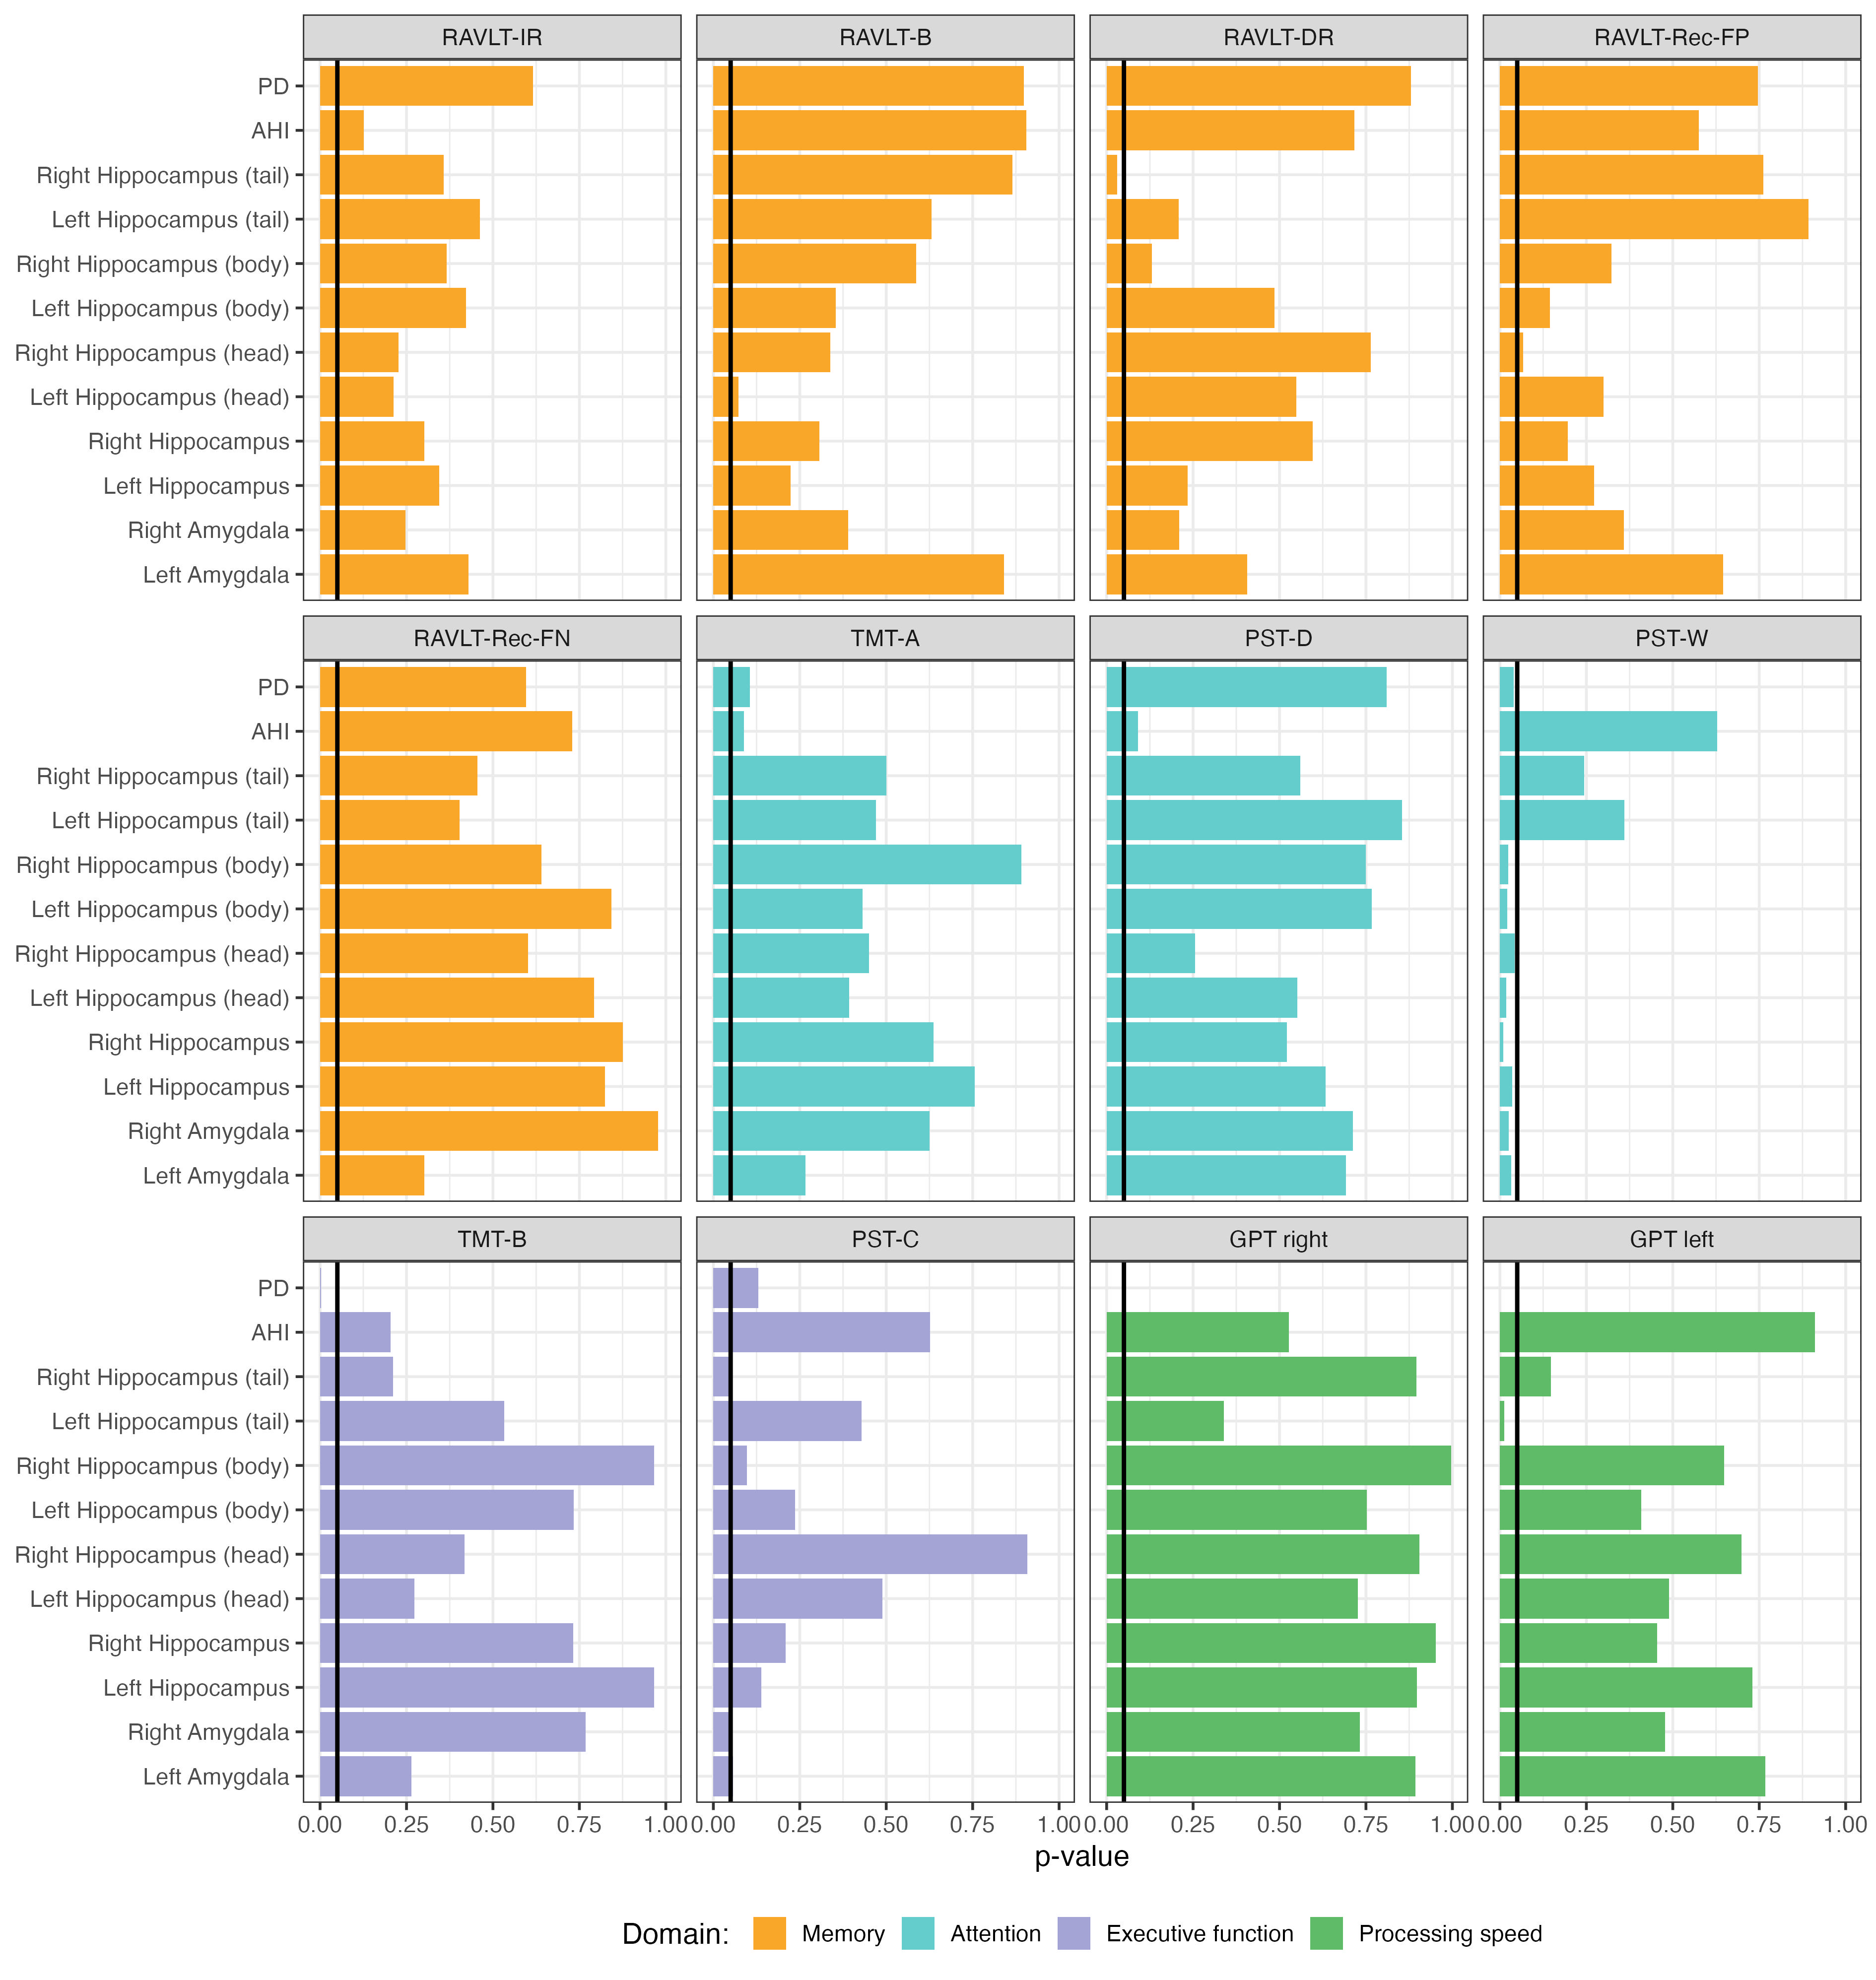 RAVLT-IR RAVLT-B RAVLT-DR RAVLT-Rec-FP
PD
AHI
Right Hippocampus (tail)
Left Hippocampus (tail)
Right Hippocampus (body)
Left Hippocampus (body)
Right Hippocampus (head)
Left Hippocampus (head)
Right Hippocampus
Left Hippocampus
Right Amygdala
Left Amygdala
RAVLT-Rec-FN TMT-A PST-D PST-W
PD
AHI
Right Hippocampus (tail)
Left Hippocampus (tail)
Right Hippocampus (body)
Left Hippocampus (body)
Right Hippocampus (head)
Left Hippocampus (head)
Right Hippocampus
Left Hippocampus
Right Amygdala
Left Amygdala
TMT-B PST-C GPT right GPT left
PD
AHI
Right Hippocampus (tail)
Left Hippocampus (tail)
Right Hippocampus (body)
Left Hippocampus (body)
Right Hippocampus (head)
Left Hippocampus (head)
Right Hippocampus
Left Hippocampus
Right Amygdala
Left Amygdala
0.00 0.25 0.50 0.75 1.00 0.00 0.25 0.50 0.75 1.00 0.00 0.25 0.50 0.75 1.00 0.00 0.25 0.50 0.75 1.00
p-value
Domain: Memory Attention Executive function Processing speed